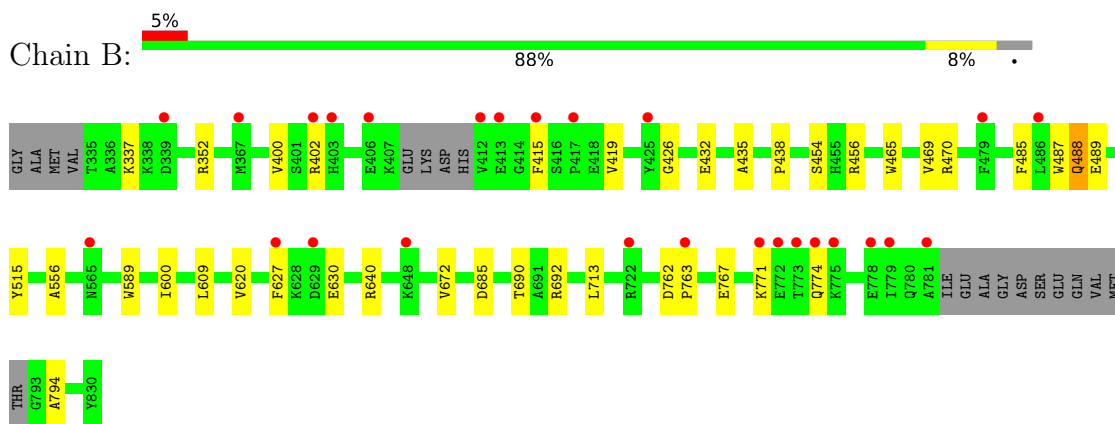 5%
Chain B:
88% 8% •
GLY ALA MET VAL T335 A336 K337 K338 D339 R352 M367 V400 S401 R402 H403 E406 K407 GLU LYS ASP HIS V412 E413 G414 F415 S416 P417 E418 V419 Y425 G426 E432 A435 P438 S454 H455 R456 W465 V469 R470 F479 F485 L486 W487 Q488 E489
Y515 A556 N565 W589 I600 L609 V620 F627 K628 D629 E630 R640 K648 V672 D685 T690 A691 R692 L713 R722 D762 P763 E767 K771 E772 T773 Q774 K775 E778 I779 Q780 A781 ILE GLU ALA GLY ASP SER GLU GLN VAL MET
THR G793 A794 Y830